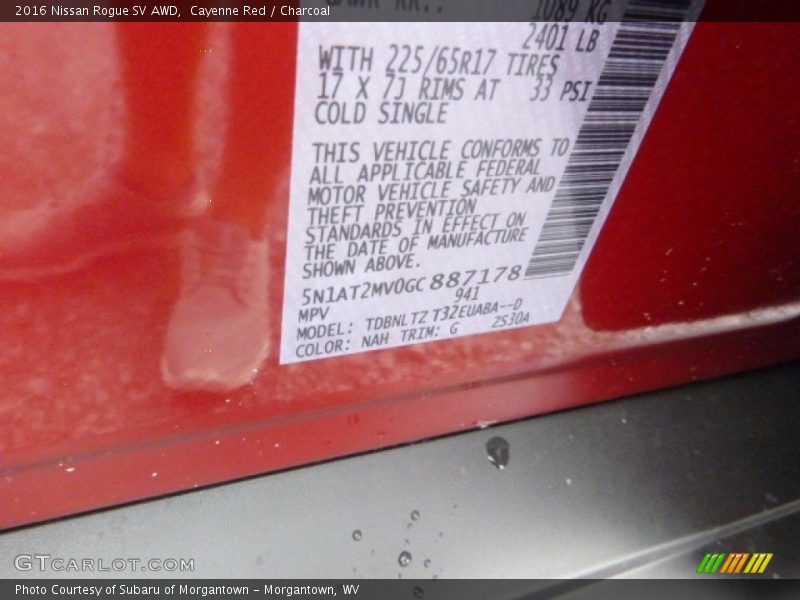 2016 Nissan Rogue SV AWD,  Cayenne Red / Charcoal
1089 KG
2401 LB
WITH 225/65R17 TIRES
17 X 7J RIMS AT 33 PSI
COLD SINGLE
THIS VEHICLE CONFORMS TO
ALL APPLICABLE FEDERAL
MOTOR VEHICLE SAFETY AND
THEFT PREVENTION
STANDARDS IN EFFECT ON
THE DATE OF MANUFACTURE
SHOWN ABOVE.
5N1AT2MV0GC 887178
MPV 941
MODEL: TDBNLTZ T32EUABA--D
COLOR: NAH TRIM: G ZS30A
GTCARLOT.COM
Photo Courtesy of Subaru of Morgantown – Morgantown, WV